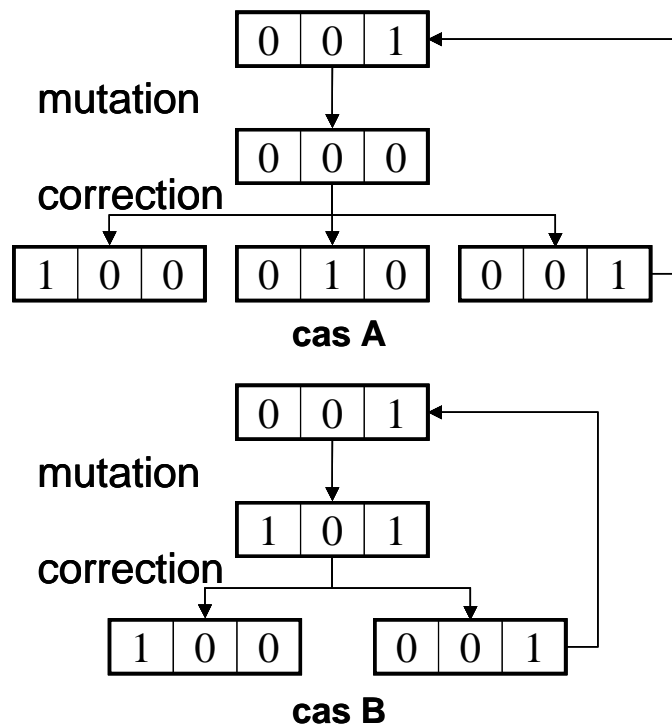 0 0 1
mutation
0 0 0
correction
1 0 0 0 1 0 0 0 1
cas A
0 0 1
mutation
1 0 1
correction
1 0 0 0 0 1
cas B